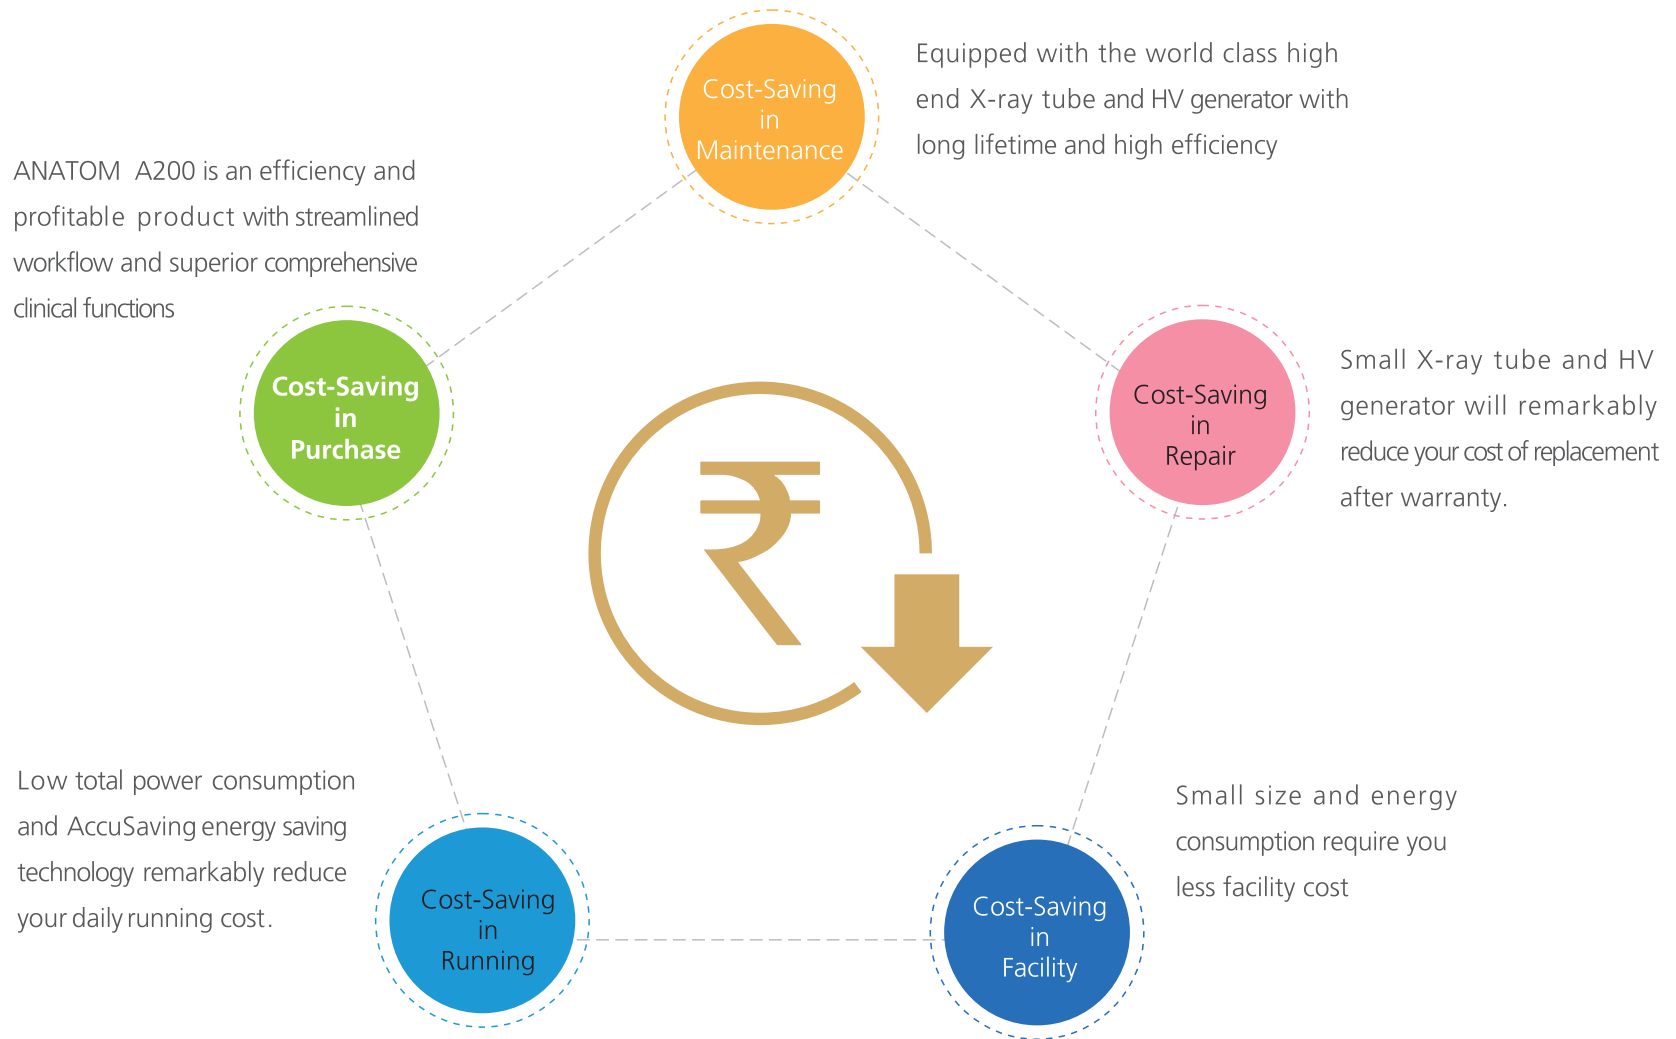 Cost-Saving
in
Maintenance
Equipped with the world class high
end X-ray tube and HV generator with
long lifetime and high efficiency
ANATOM A200 is an efficiency and
profitable product with streamlined
workflow and superior comprehensive
clinical functions
Cost-Saving
in
Purchase
Cost-Saving
in
Repair
Small X-ray tube and HV
generator will remarkably
reduce your cost of replacement
after warranty.
₹
Low total power consumption
and AccuSaving energy saving
technology remarkably reduce
your daily running cost.
Cost-Saving
in
Running
Cost-Saving
in
Facility
Small size and energy
consumption require you
less facility cost